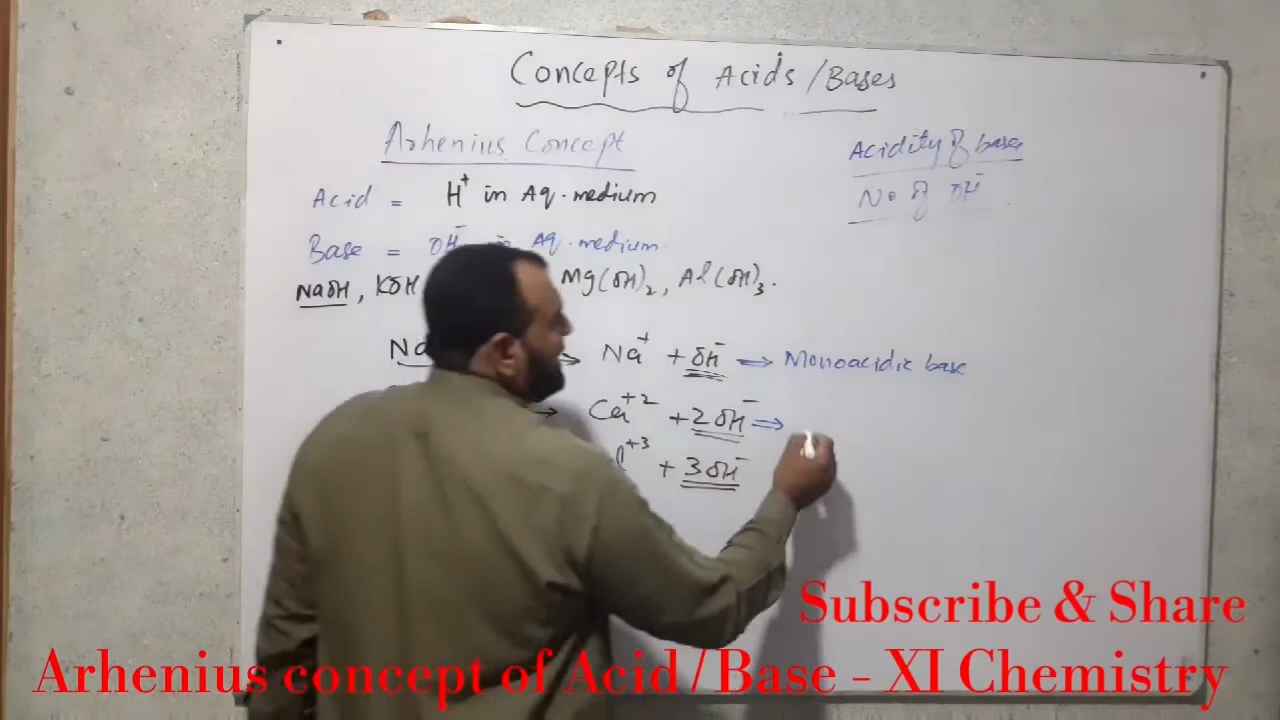 Concepts of Acids/Bases
Arhenius Concept
Acid = H⁺ in Aq. medium
Base = OH⁻ in Aq. medium.
NaOH, KOH Mg(OH)₂, Al(OH)₃.
Acidity of base
No of OH⁻
Na⁺ + OH⁻ ⇒ Monoacidic base
→ Ca⁺² + 2OH⁻ ⇒
⁺³ + 3OH⁻
Subscribe & Share
Arhenius concept of Acid/Base - XI Chemistry